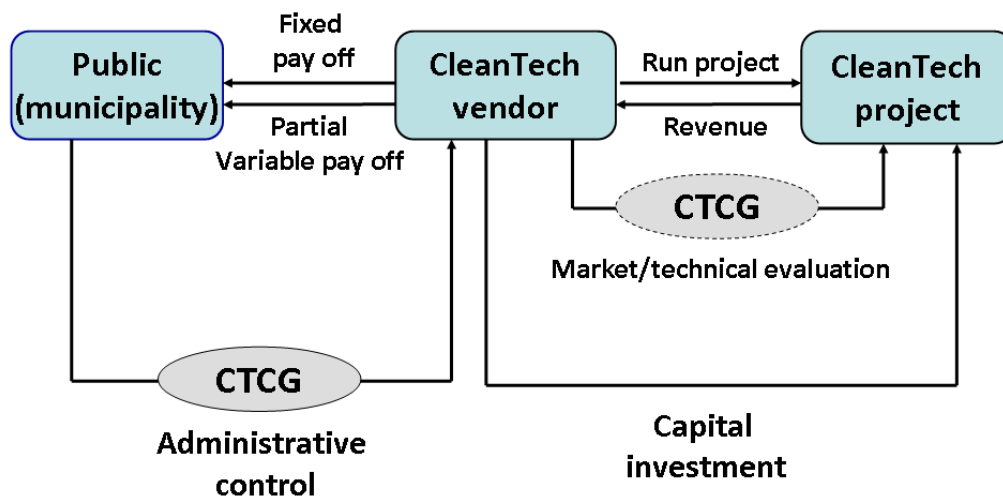 Public
(municipality)
Fixed
pay off
Partial
Variable pay off
CleanTech
vendor
Run project
Revenue
CleanTech
project
CTCG
Market/technical evaluation
CTCG
Administrative
control
Capital
investment